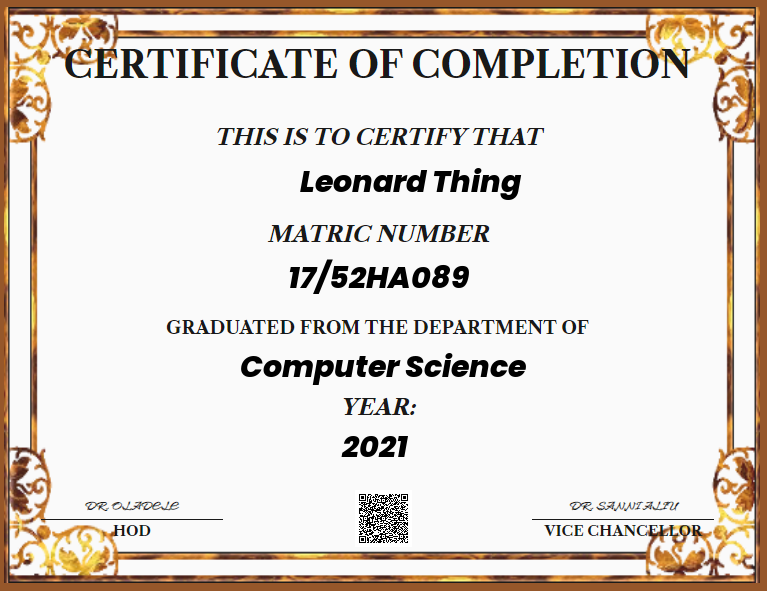 CERTIFICATE OF COMPLETION
THIS IS TO CERTIFY THAT
Leonard Thing
MATRIC NUMBER
17/52HA089
GRADUATED FROM THE DEPARTMENT OF
Computer Science
YEAR:
2021
DR. OLADELE
DR. SANNI ALIU
HOD
VICE CHANCELLOR